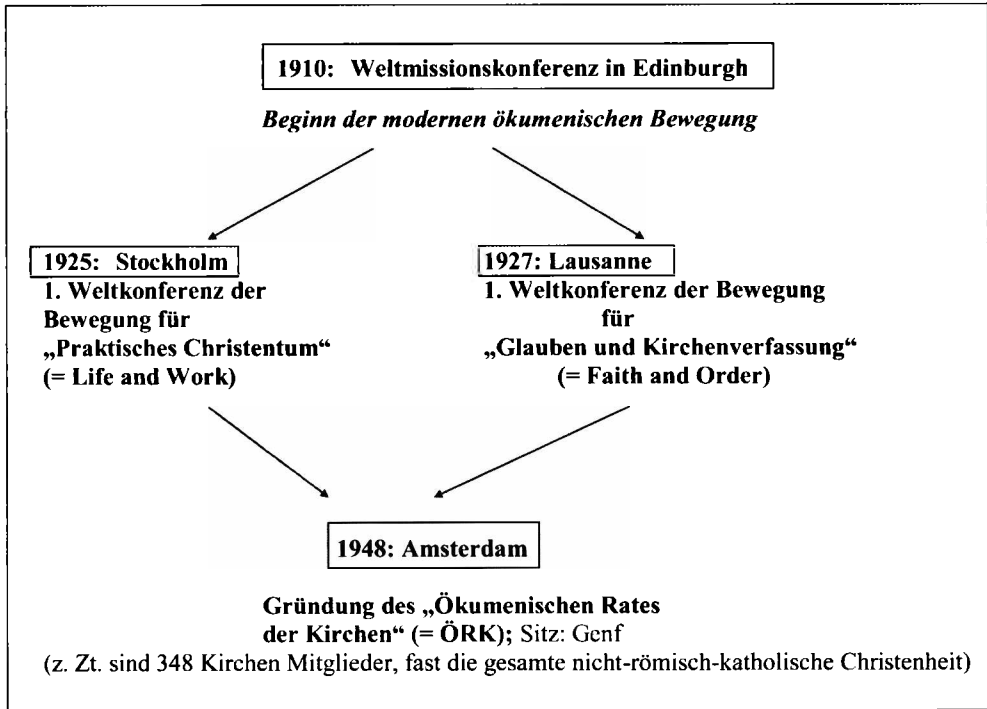 1910: Weltmissionskonferenz in Edinburgh
Beginn der modernen ökumenischen Bewegung
1925: Stockholm
1. Weltkonferenz der
Bewegung für
„Praktisches Christentum“
(= Life and Work)
1927: Lausanne
1. Weltkonferenz der Bewegung
für
„Glauben und Kirchenverfassung“
(= Faith and Order)
1948: Amsterdam
Gründung des „Ökumenischen Rates
der Kirchen“ (= ÖRK); Sitz: Genf
(z. Zt. sind 348 Kirchen Mitglieder, fast die gesamte nicht-römisch-katholische Christenheit)